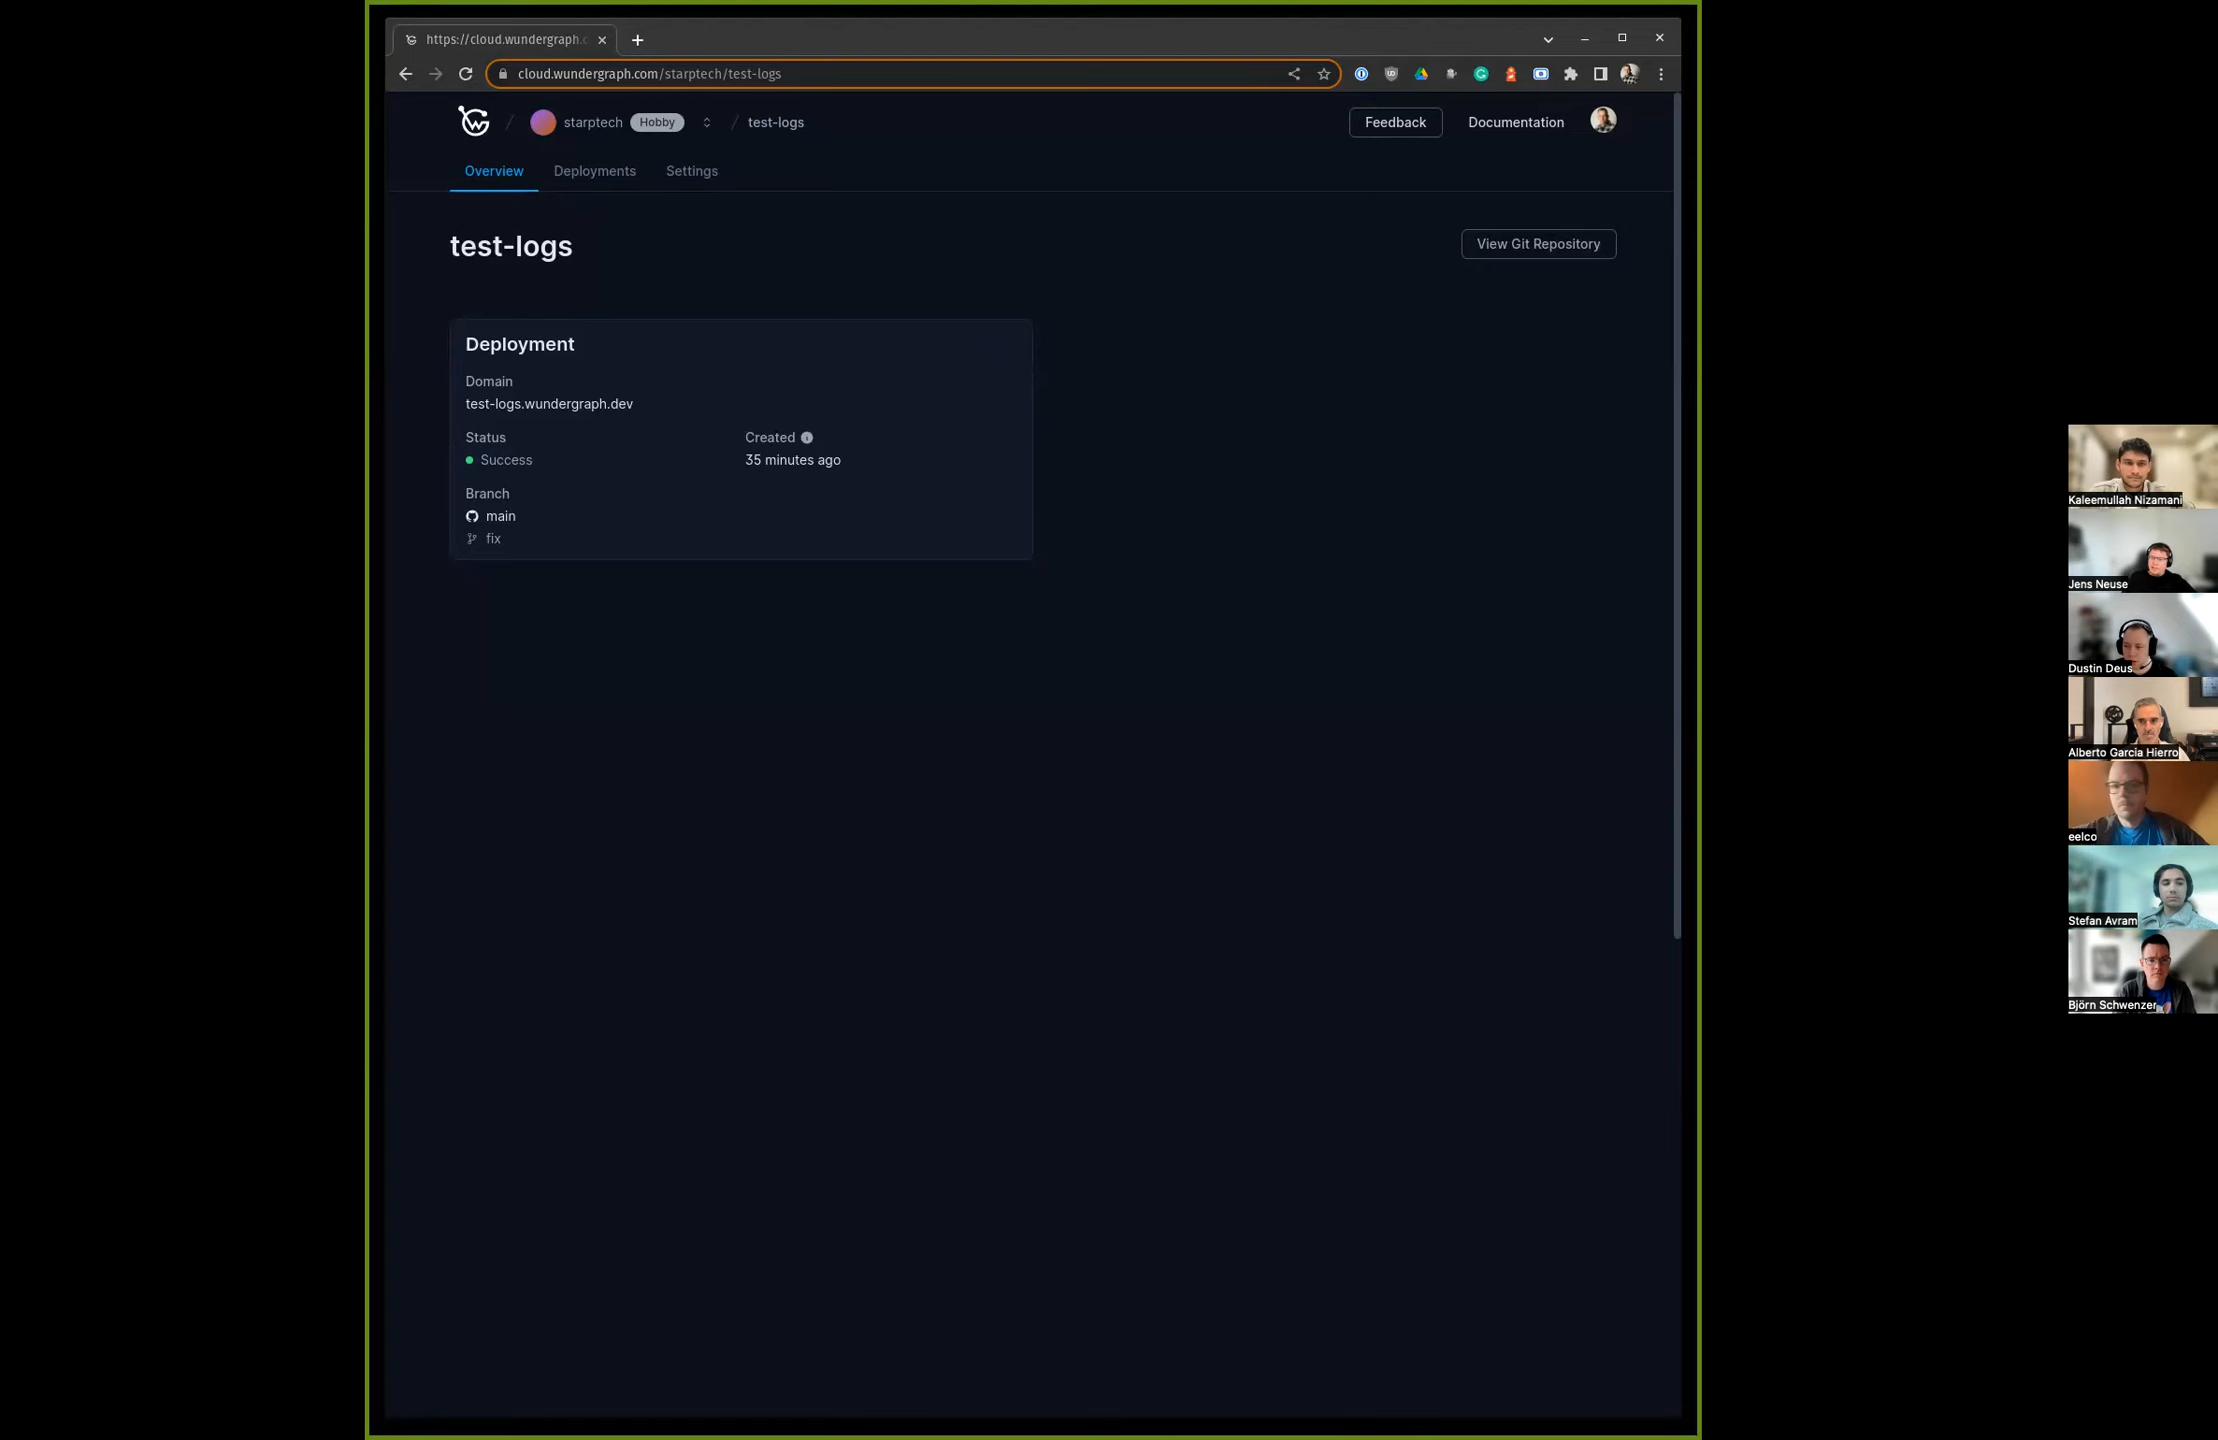 https://cloud.wundergraph.c
cloud.wundergraph.com/starptech/test-logs
/ starptech Hobby / test-logs
Feedback
Documentation
Overview
Deployments
Settings
test-logs
View Git Repository
Deployment
Domain
test-logs.wundergraph.dev
Status
Created
Success
35 minutes ago
Branch
main
fix
Kaleemullah Nizamani
Jens Neuse
Dustin Deus
Alberto Garcia Hierro
eelco
Stefan Avram
Björn Schwenzer